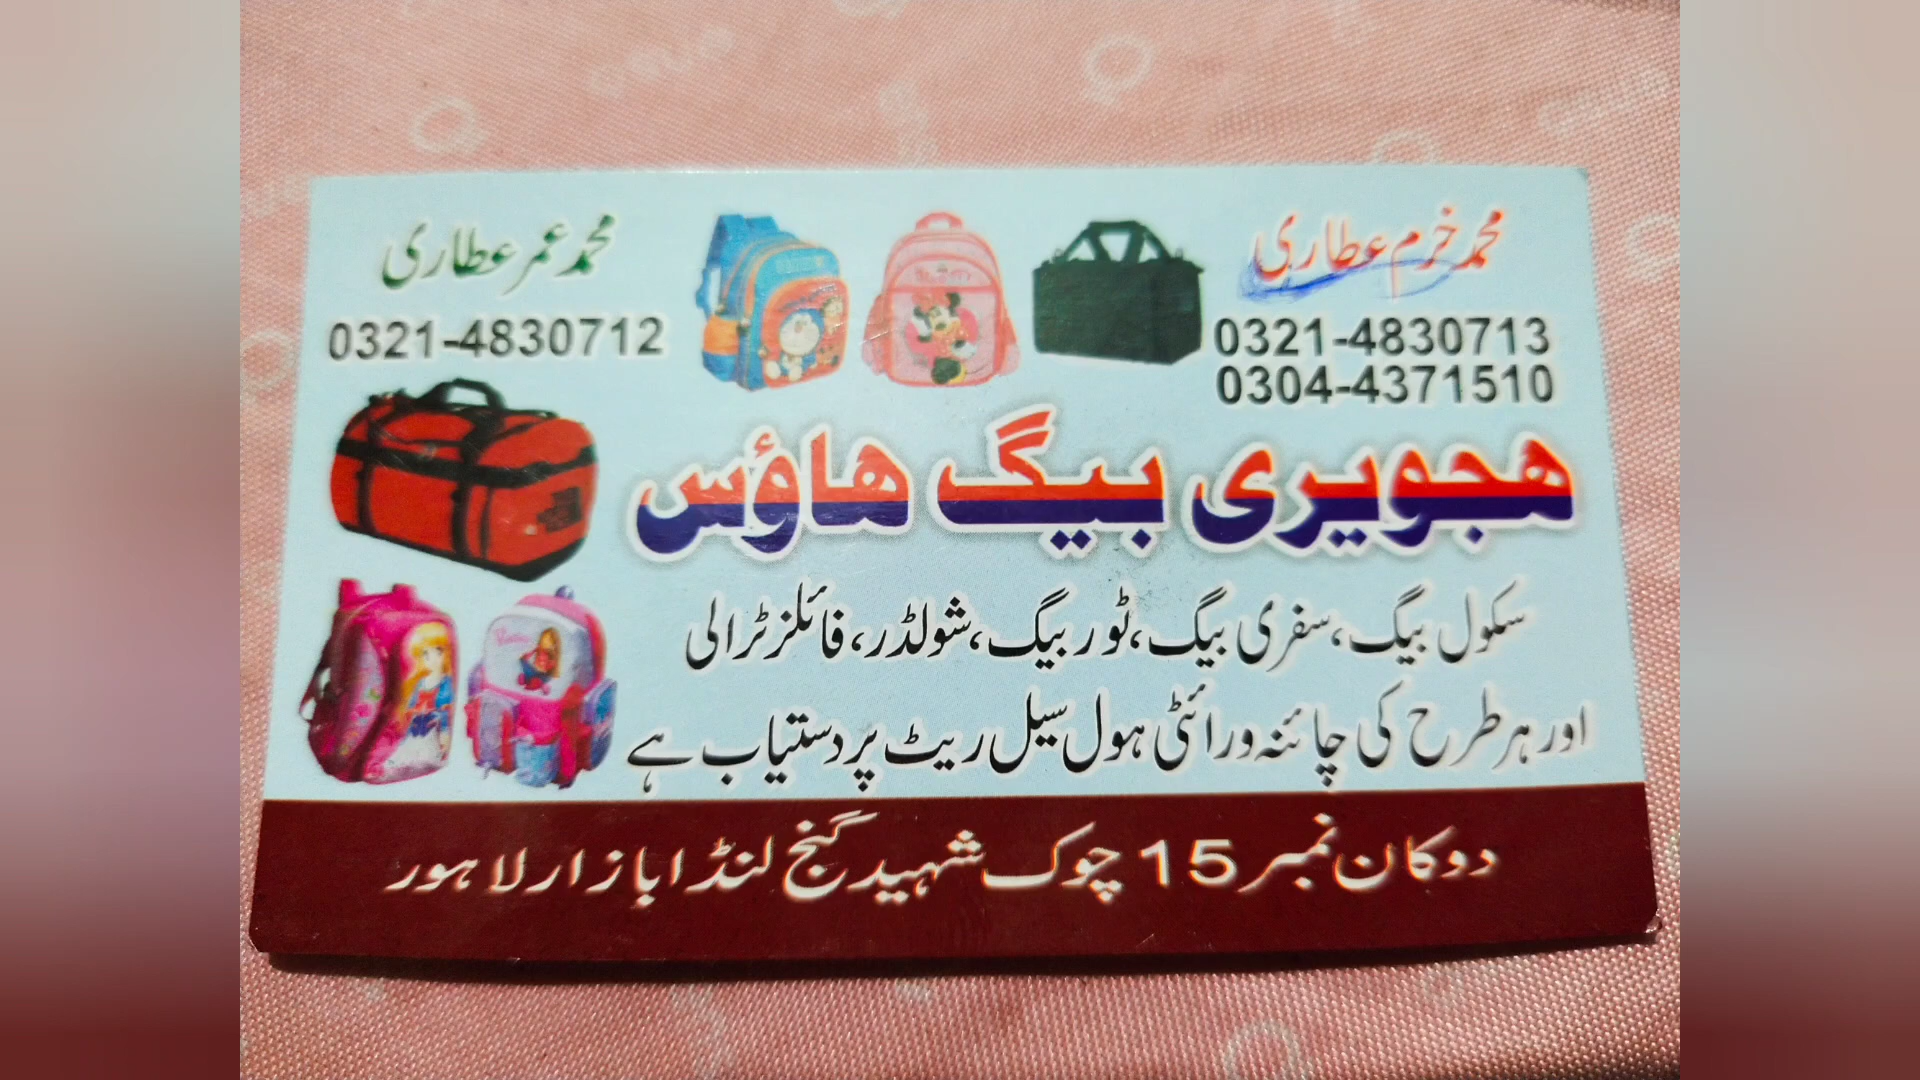 محمد خرم عطاری
0321-4830713
0304-4371510
محمد عمر عطاری
0321-4830712
ھجویری بیگ ھاؤس
سکول بیگ، سفری بیگ، ٹور بیگ، شولڈر، فائلز ٹرالی
اور ہر طرح کی چائنہ ورائٹی ہول سیل ریٹ پر دستیاب ہے
دوکان نمبر 15 چوک شہید گنج لنڈا بازار لاہور